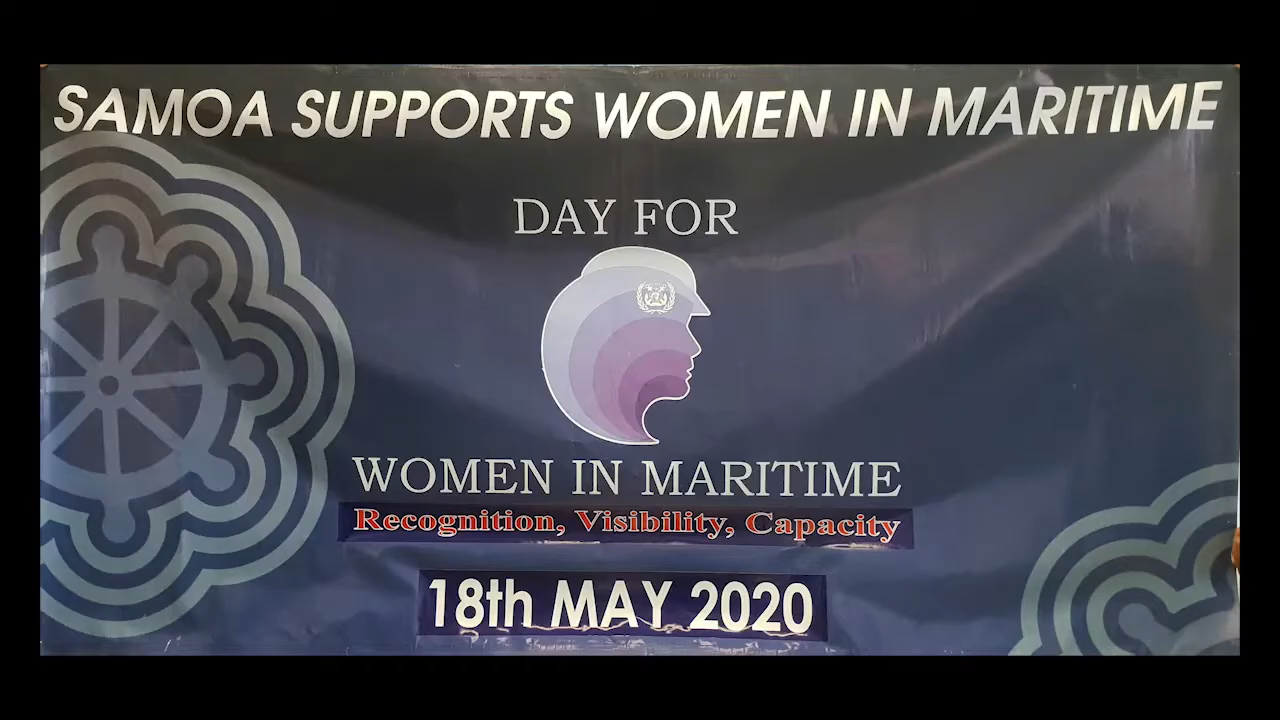 SAMOA SUPPORTS WOMEN IN MARITIME
DAY FOR
WOMEN IN MARITIME
Recognition, Visibility, Capacity
18th MAY 2020